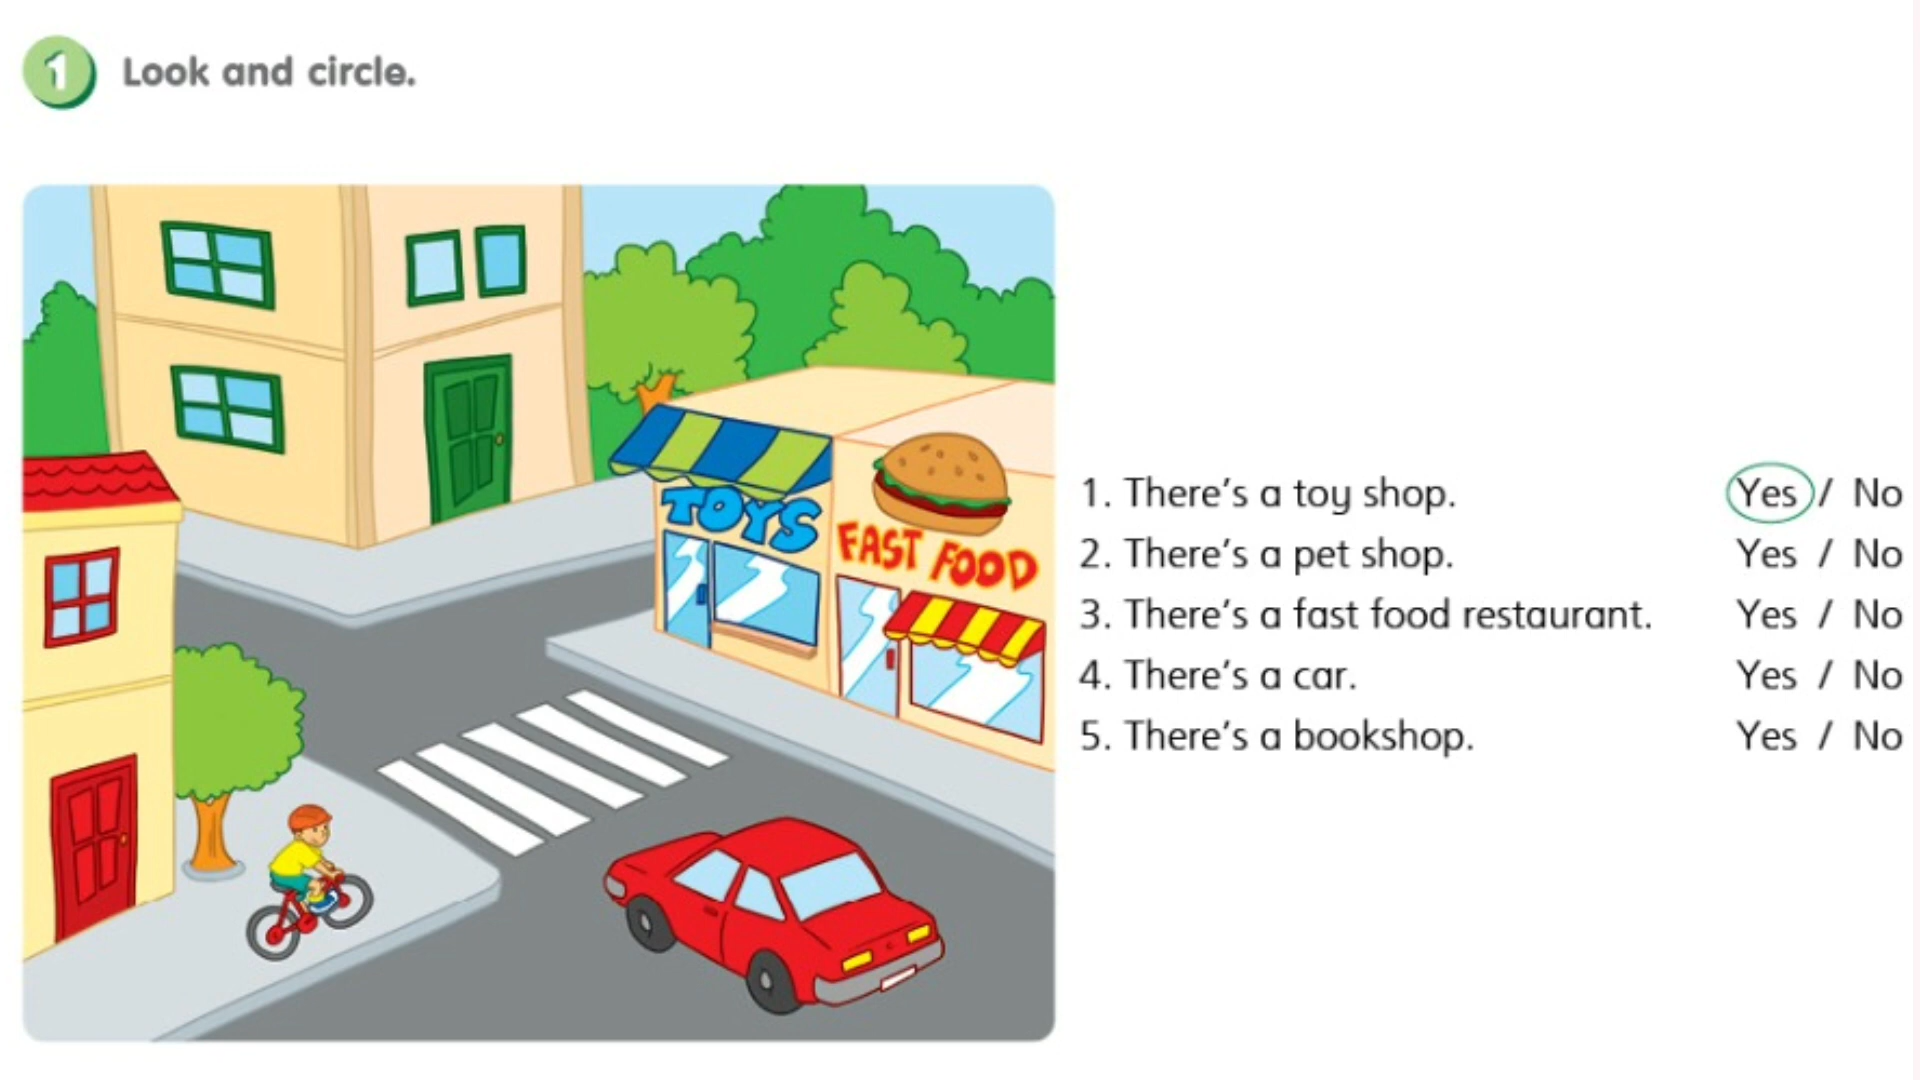 1 Look and circle.
TOYS
FAST FOOD
1. There's a toy shop. Yes / No
2. There's a pet shop. Yes / No
3. There's a fast food restaurant. Yes / No
4. There's a car. Yes / No
5. There's a bookshop. Yes / No